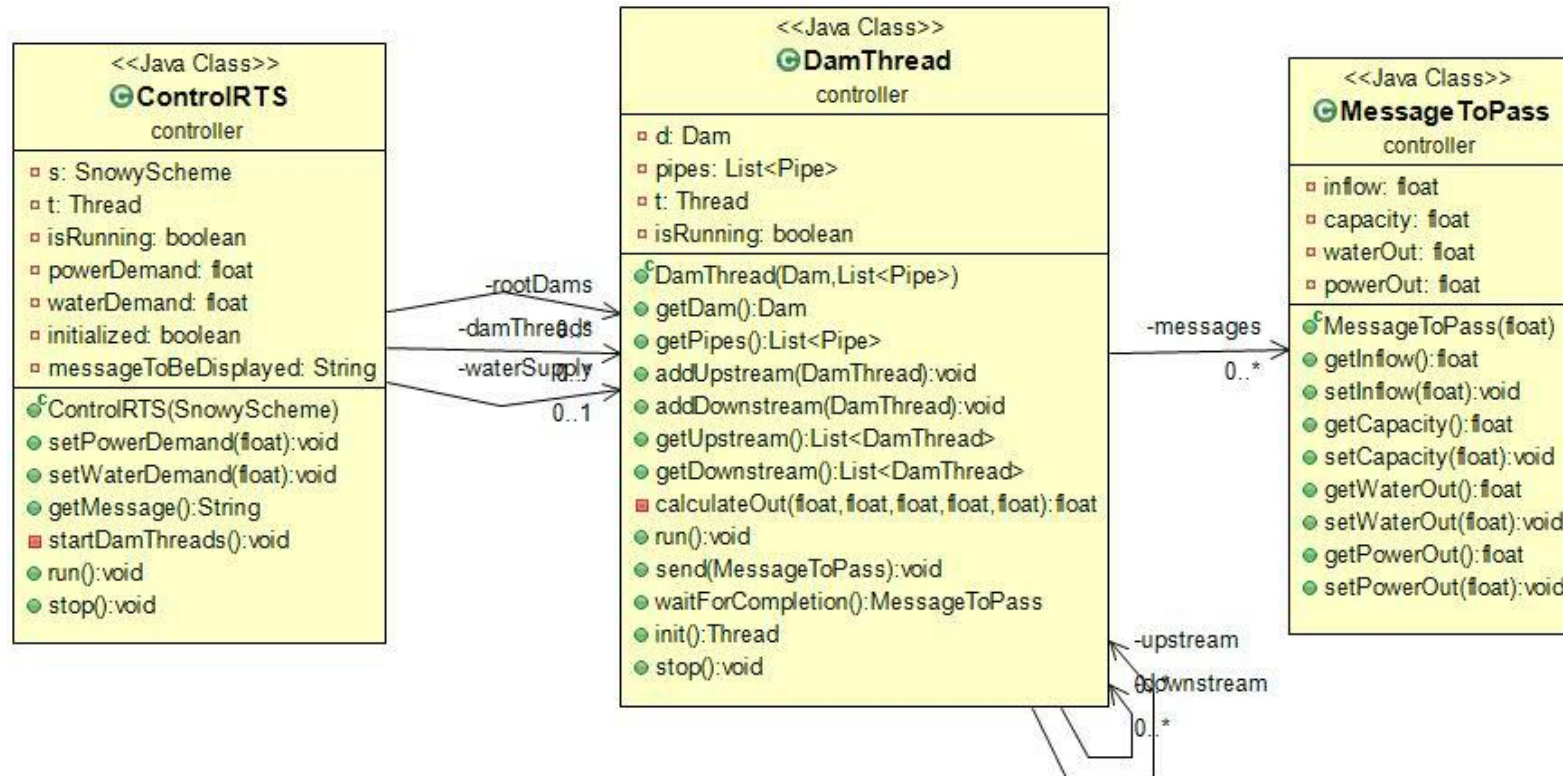 <<Java Class>>
ControlRTS
controller
s: SnowyScheme
t: Thread
isRunning: boolean
powerDemand: float
waterDemand: float
initialized: boolean
messageToBeDisplayed: String
ControlRTS(SnowyScheme)
setPowerDemand(float):void
setWaterDemand(float):void
getMessage():String
startDamThreads():void
run():void
stop():void
-rootDams
0..*
-damThreads
-waterSupply
0..1
<<Java Class>>
DamThread
controller
d: Dam
pipes: List<Pipe>
t: Thread
isRunning: boolean
DamThread(Dam,List<Pipe>)
getDam():Dam
getPipes():List<Pipe>
addUpstream(DamThread):void
addDownstream(DamThread):void
getUpstream():List<DamThread>
getDownstream():List<DamThread>
calculateOut(float,float,float,float,float):float
run():void
send(MessageToPass):void
waitForCompletion():MessageToPass
init():Thread
stop():void
-messages
0..*
-upstream
-downstream
0..*
<<Java Class>>
MessageToPass
controller
inflow: float
capacity: float
waterOut: float
powerOut: float
MessageToPass(float)
getInflow():float
setInflow(float):void
getCapacity():float
setCapacity(float):void
getWaterOut():float
setWaterOut(float):void
getPowerOut():float
setPowerOut(float):void